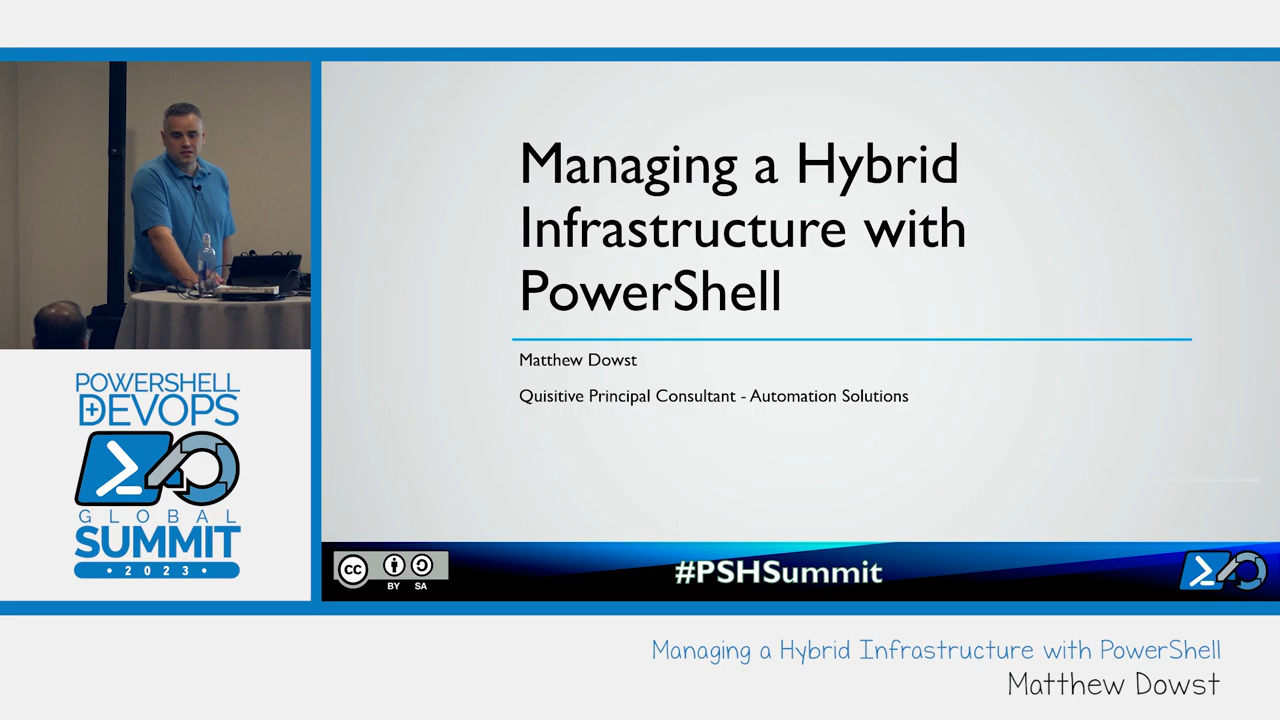 Managing a Hybrid
Infrastructure with
PowerShell
Matthew Dowst
Quisitive Principal Consultant - Automation Solutions
POWERSHELL
+DEVOPS
GLOBAL
SUMMIT
• 2023 •
cc
BY SA
#PSHSummit
Managing a Hybrid Infrastructure with PowerShell
Matthew Dowst